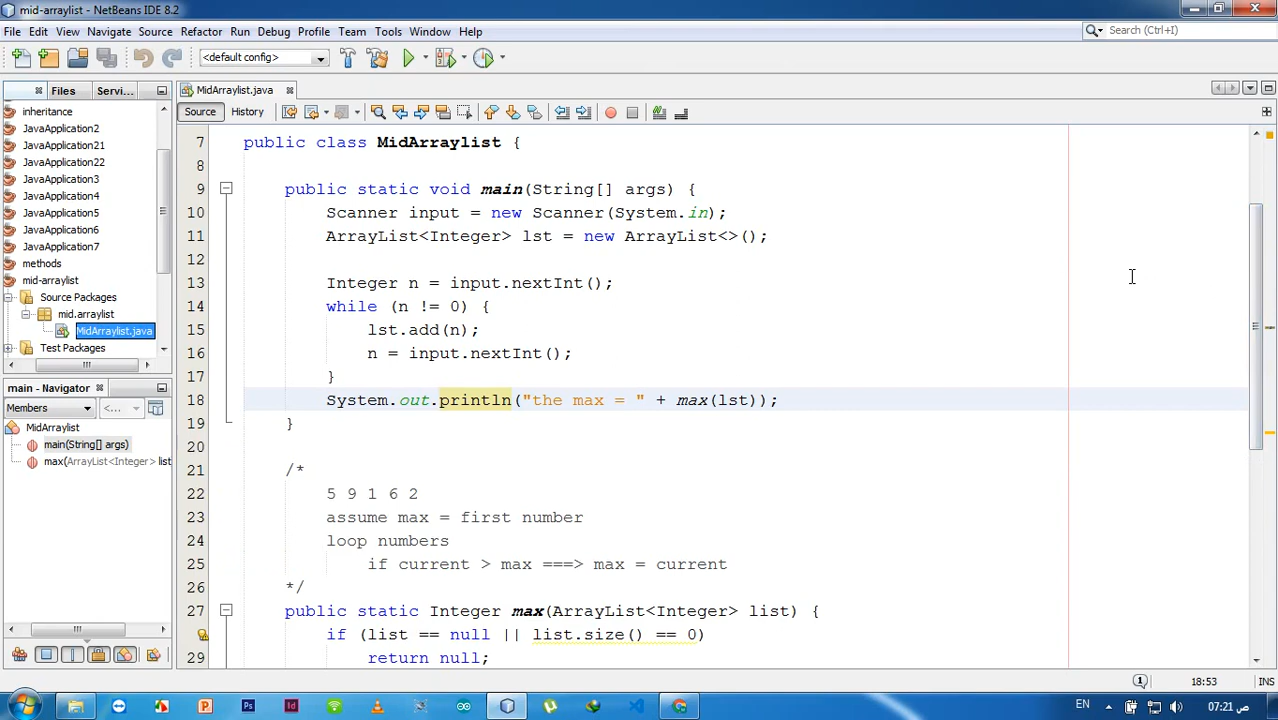 mid-arraylist - NetBeans IDE 8.2
File Edit View Navigate Source Refactor Run Debug Profile Team Tools Window Help
Search (Ctrl+I)
<default config>
Files Servi...
MidArraylist.java
Source History
inheritance
JavaApplication2
JavaApplication21
JavaApplication22
JavaApplication3
JavaApplication4
JavaApplication5
JavaApplication6
JavaApplication7
methods
mid-arraylist
Source Packages
mid.arraylist
MidArraylist.java
Test Packages
main - Navigator
Members <...>
MidArraylist
main(String[] args)
max(ArrayList<Integer> list
7 public class MidArraylist {
8
9 public static void main(String[] args) {
10 Scanner input = new Scanner(System.in);
11 ArrayList<Integer> lst = new ArrayList<>();
12
13 Integer n = input.nextInt();
14 while (n != 0) {
15 lst.add(n);
16 n = input.nextInt();
17 }
18 System.out.println("the max = " + max(lst));
19 }
20
21 /*
22 5 9 1 6 2
23 assume max = first number
24 loop numbers
25 if current > max ===> max = current
26 */
27 public static Integer max(ArrayList<Integer> list) {
if (list == null || list.size() == 0)
29 return null;
1 18:53 INS
EN 07:21 ص